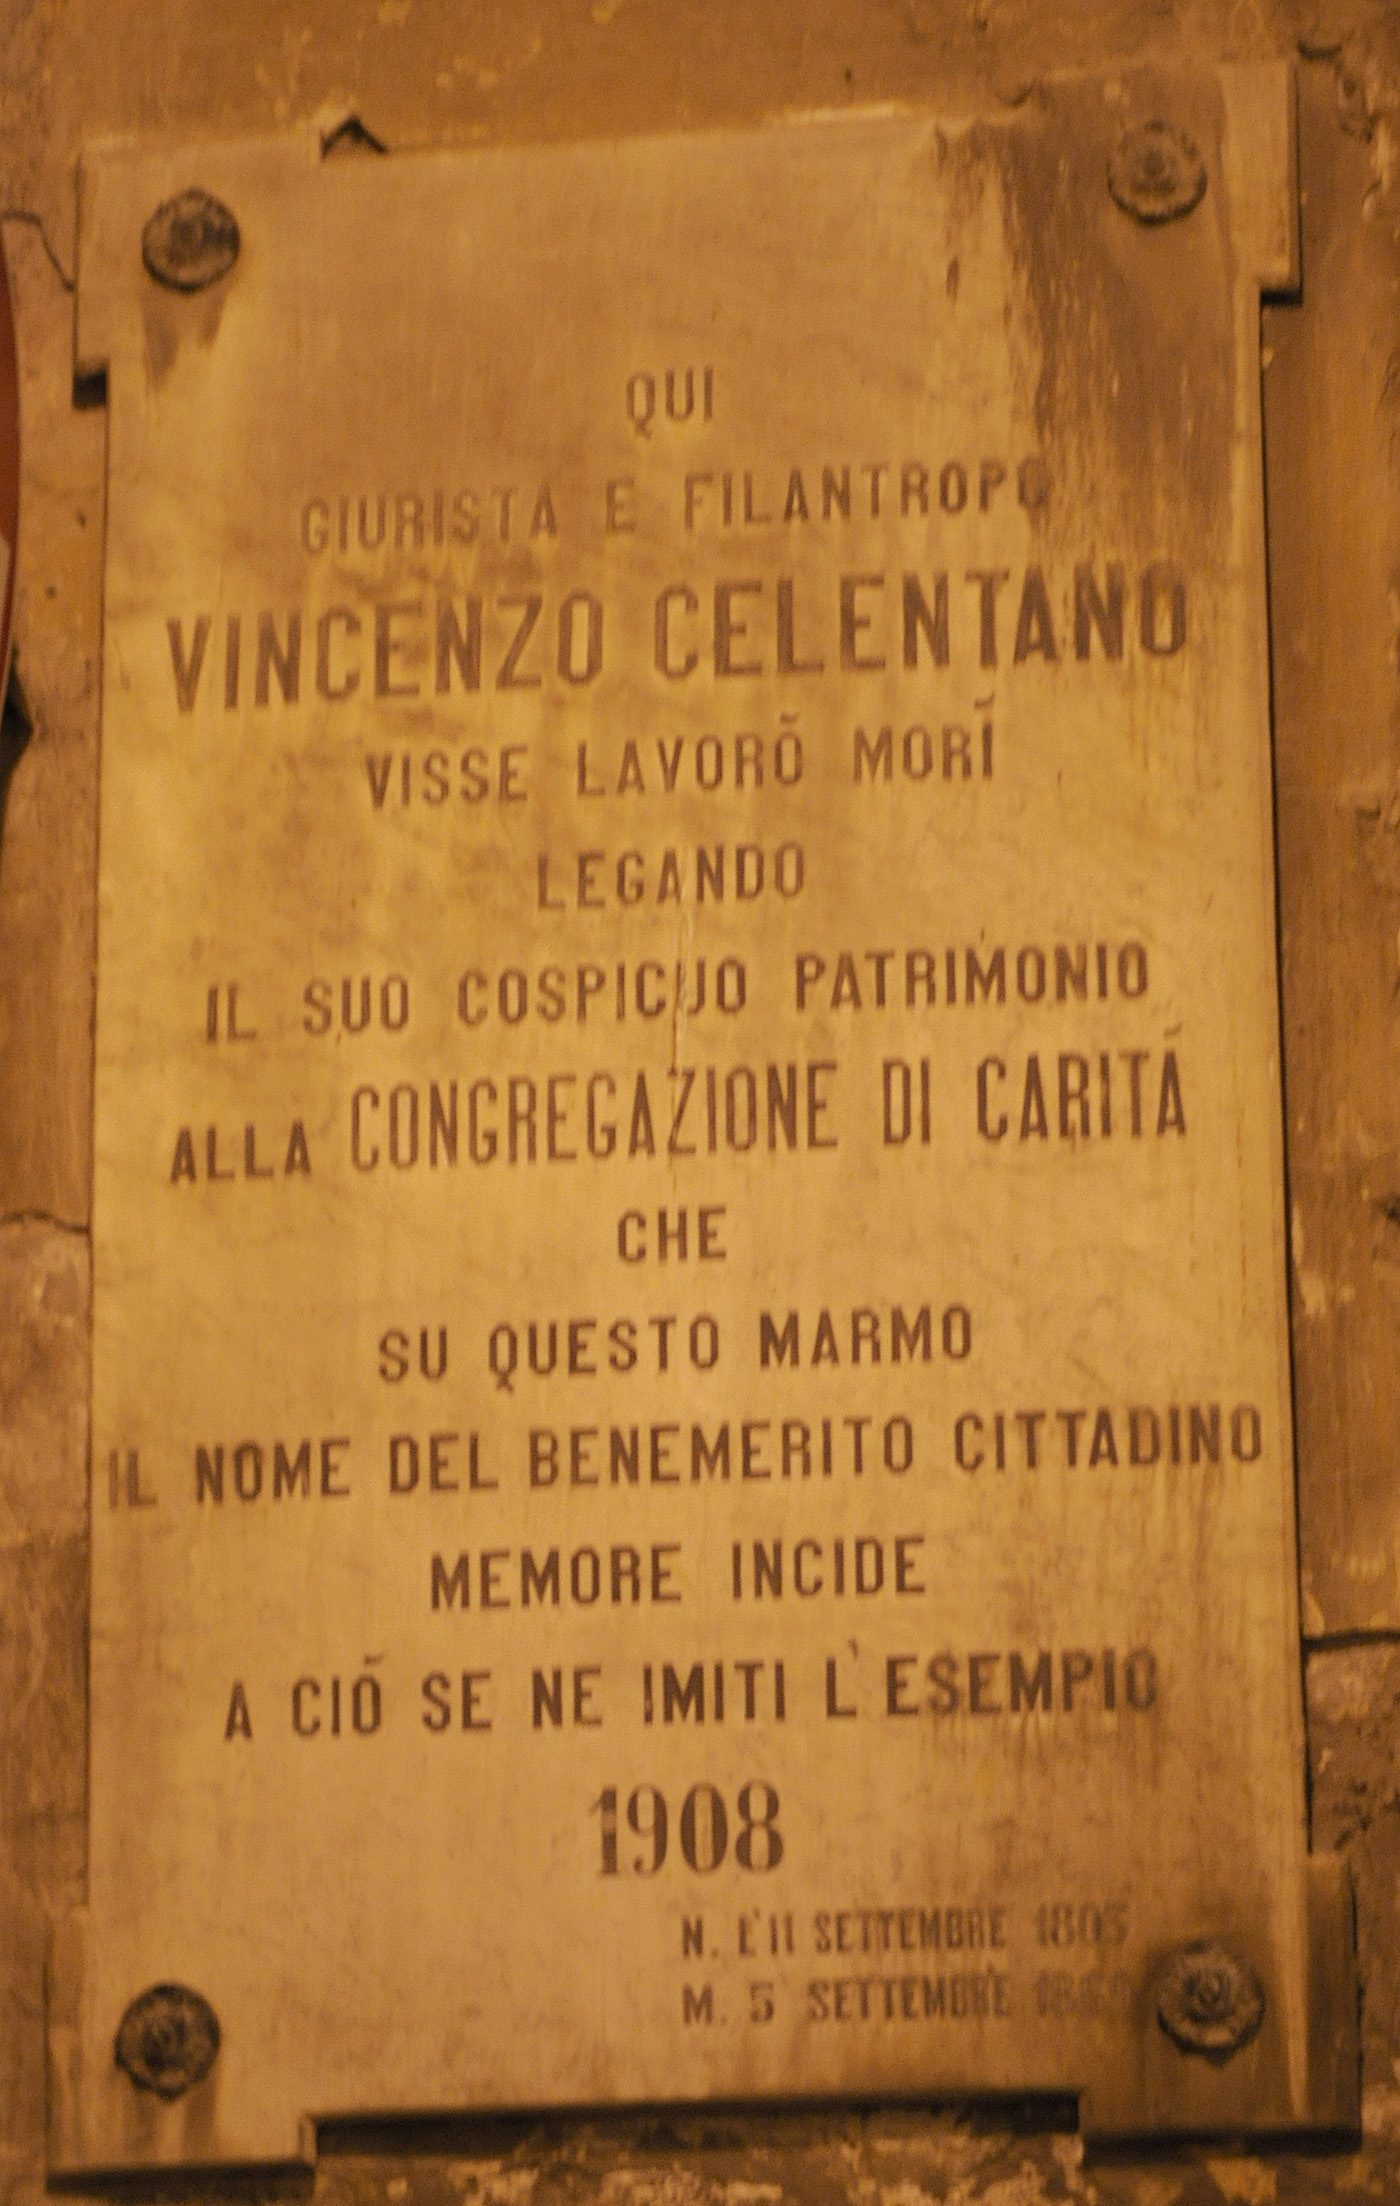 QUI
GIURISTA E FILANTROPO
VINCENZO CELENTANO
VISSE LAVORÒ MORÌ
LEGANDO
IL SUO COSPICUO PATRIMONIO
ALLA CONGREGAZIONE DI CARITÀ
CHE
SU QUESTO MARMO
IL NOME DEL BENEMERITO CITTADINO
MEMORE INCIDE
A CIÒ SE NE IMITI L'ESEMPIO
1908
N. L'11 SETTEMBRE
M. 5 SETTEMBRE